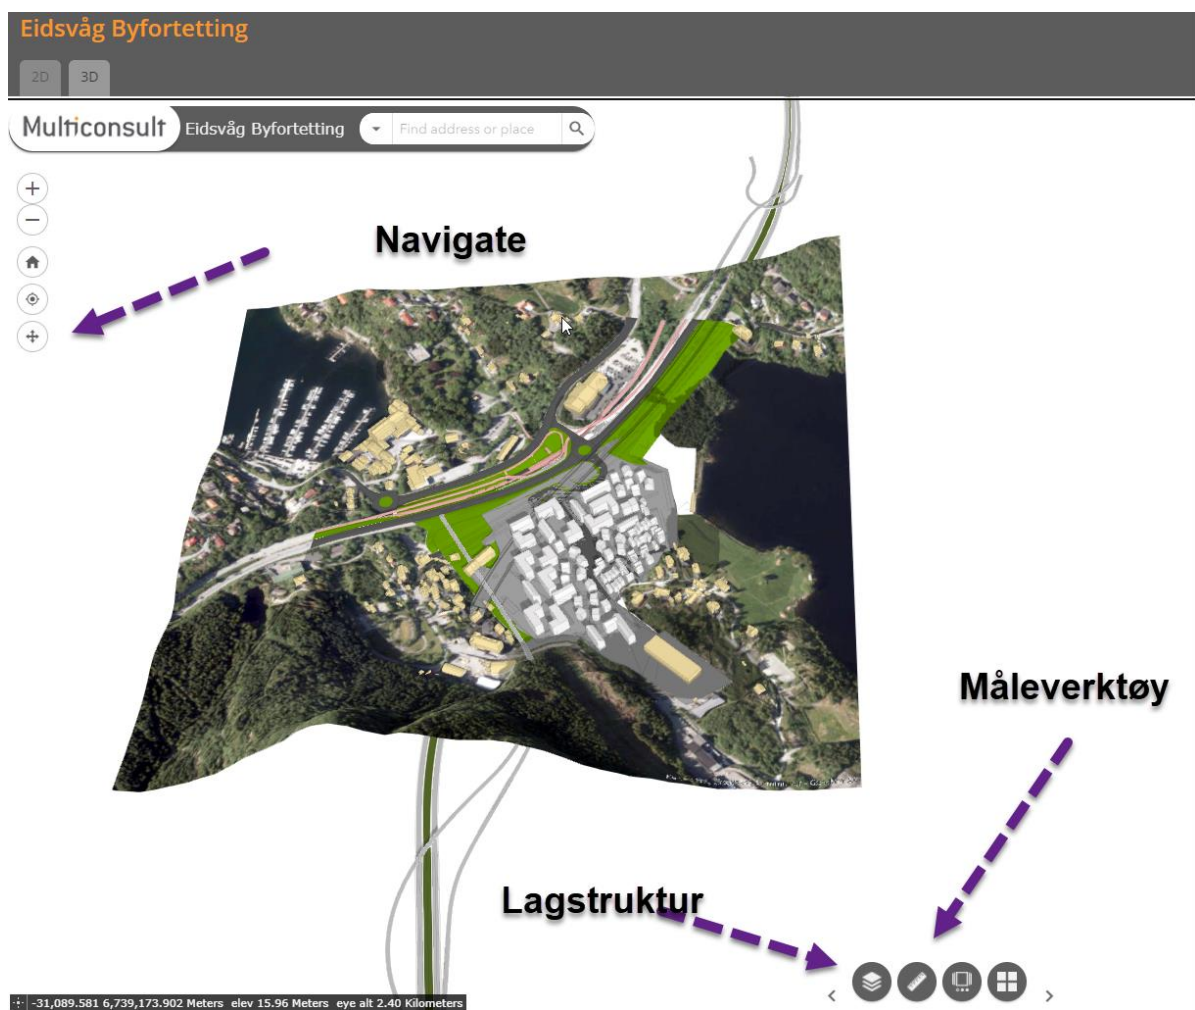 Eidsvåg Byfortetting
2D 3D
Multiconsult Eidsvåg Byfortetting Find address or place
Navigate
Måleverktøy
Lagstruktur
-31,089.581 6,739,173.902 Meters elev 15.96 Meters eye alt 2.40 Kilometers